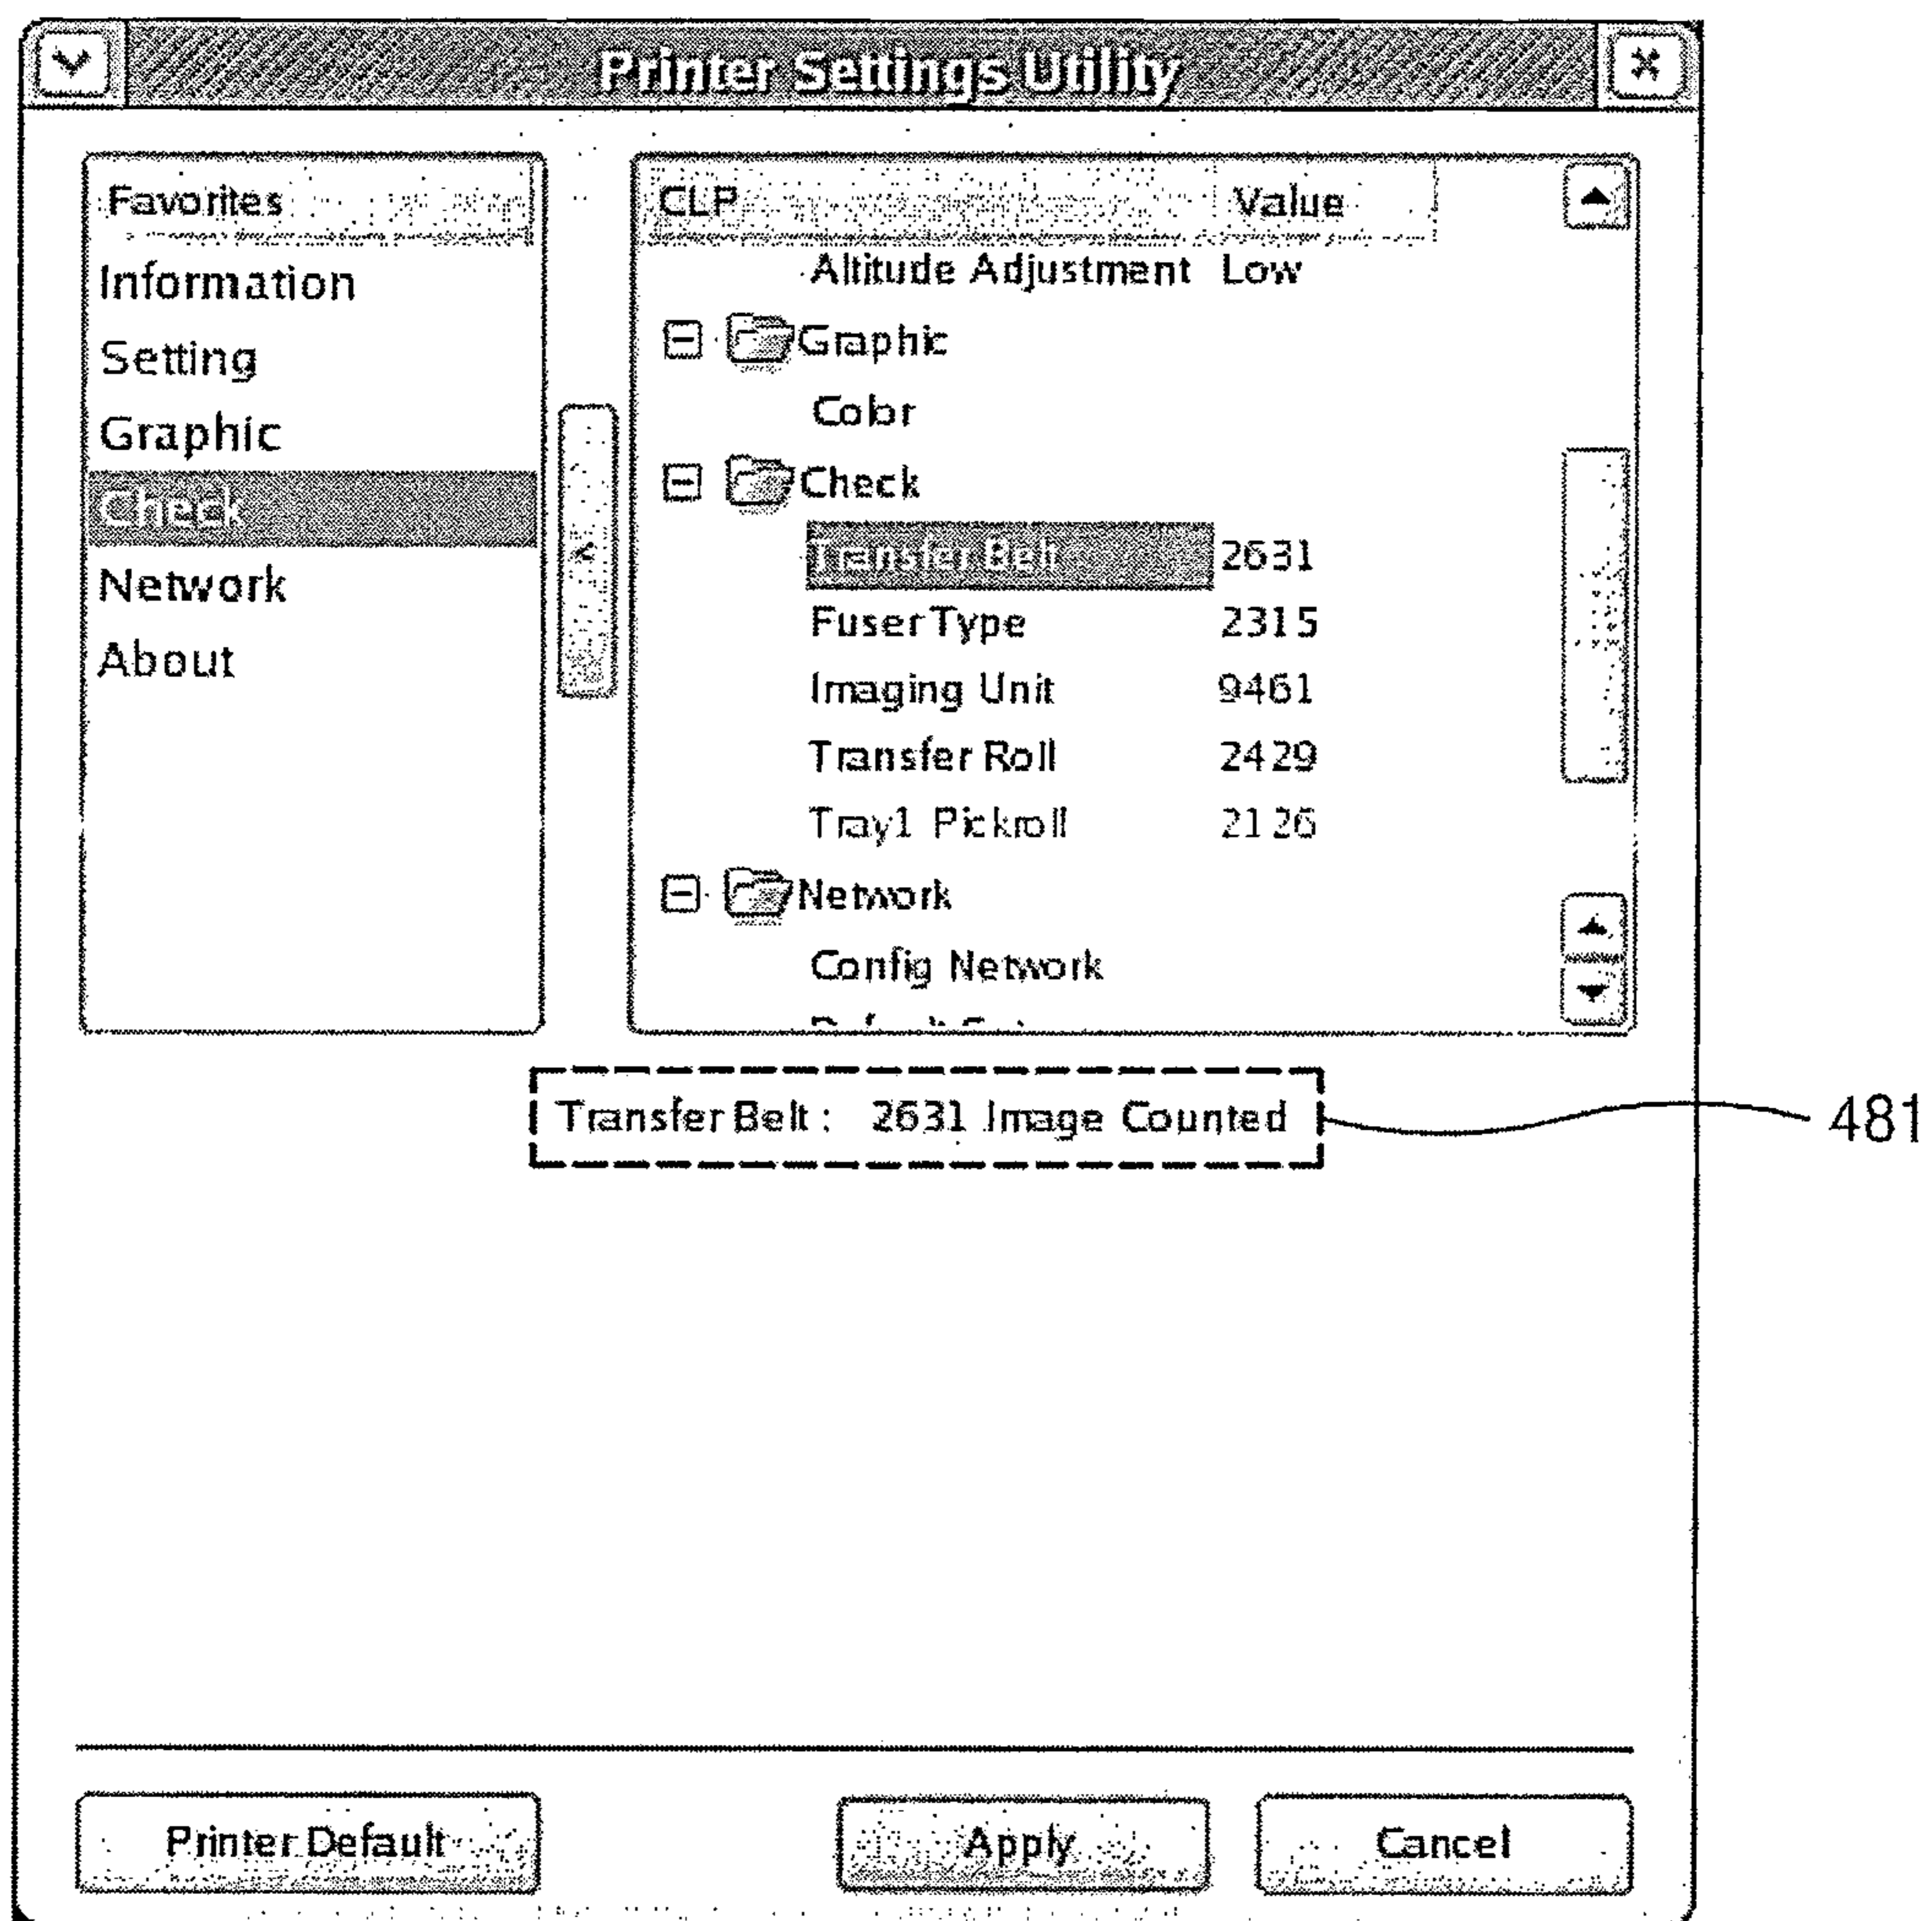 Printer Settings Utility
Favorites
Information
Setting
Graphic
Check
Network
About
CLP Value
Altitude Adjustment Low
Graphic
Color
Check
Transfer Belt 2631
Fuser Type 2315
Imaging Unit 9461
Transfer Roll 2429
Tray1 Pickroll 2126
Network
Config Network
Transfer Belt : 2631 Image Counted
481
Printer Default Apply Cancel